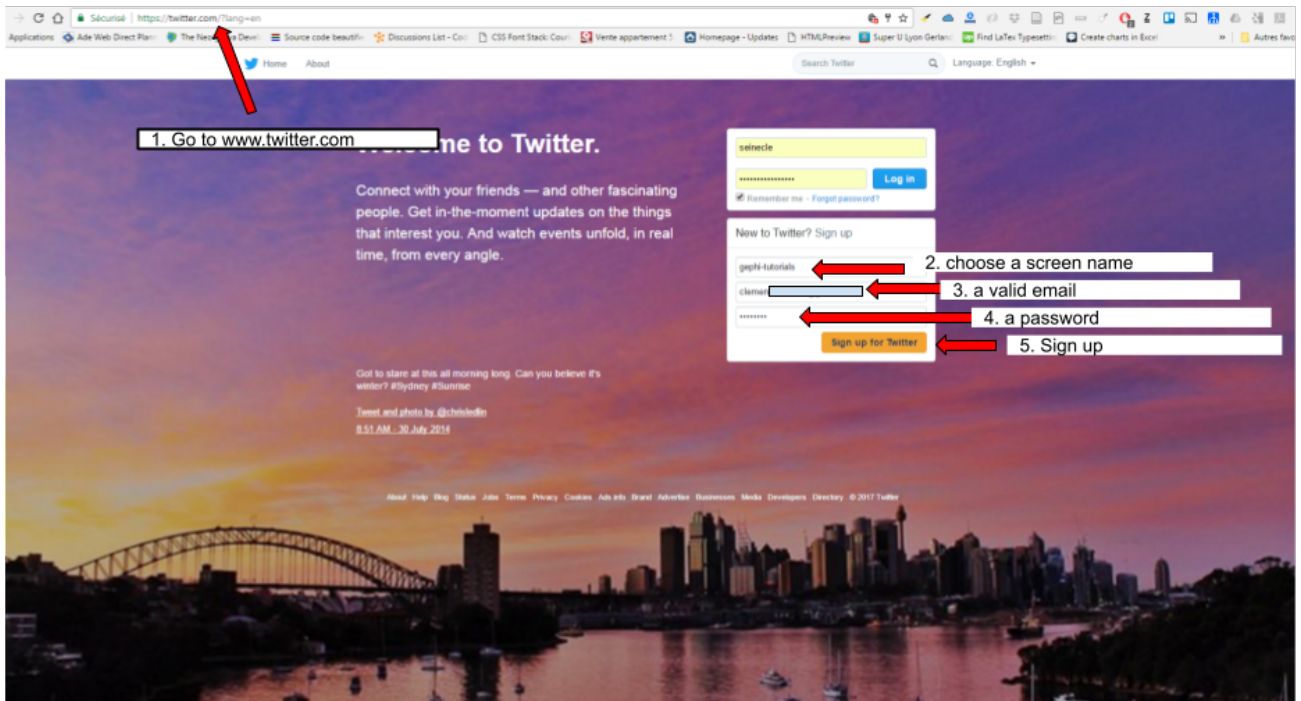 Sécurisé | https://twitter.com/?lang=en
Applications Ade Web Direct Plan Source code beautifi Discussions List - Coc CSS Font Stack: Couri Vente appartement Homepage - Updates HTMLPreview Super U Lyon Gerlan Find LaTex Typesettin Create charts in Excel » Autres favo
Home About Search Twitter Language: English
1. Go to www.twitter.com
me to Twitter.
Connect with your friends — and other fascinating
people. Get in-the-moment updates on the things
that interest you. And watch events unfold, in real
time, from every angle.
seinecle
Log in
Remember me - Forgot password?
New to Twitter? Sign up
gephi-tutorials
2. choose a screen name
clemen
3. a valid email
4. a password
Sign up for Twitter
5. Sign up
Got to stare at this all morning long. Can you believe it's
winter? #Sydney #Sunrise
Tweet and photo by @chrisledlin
8:51 AM - 30 July 2014
About Help Blog Status Jobs Terms Privacy Cookies Ads info Brand Advertise Businesses Media Developers Directory © 2017 Twitter